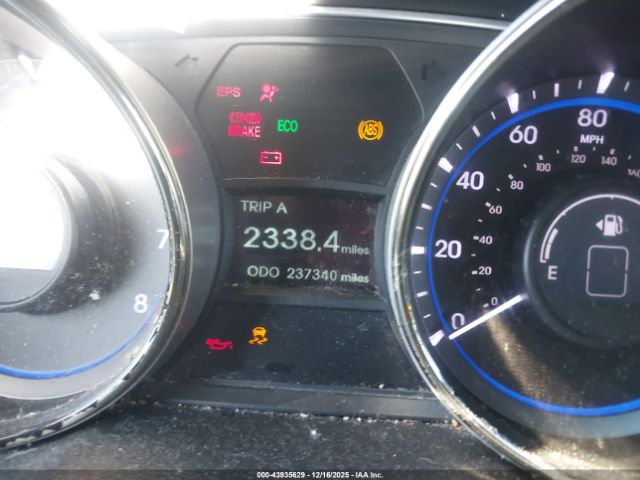 EPS
BRAKE ECO ABS
TRIP A
2338.4 miles
ODO 237340 miles
7
8
0
20
40
60
80
MPH
0
20
40
60
80
100
120
140
E
00-43935629 - 12/16/2025 - IAA Inc.